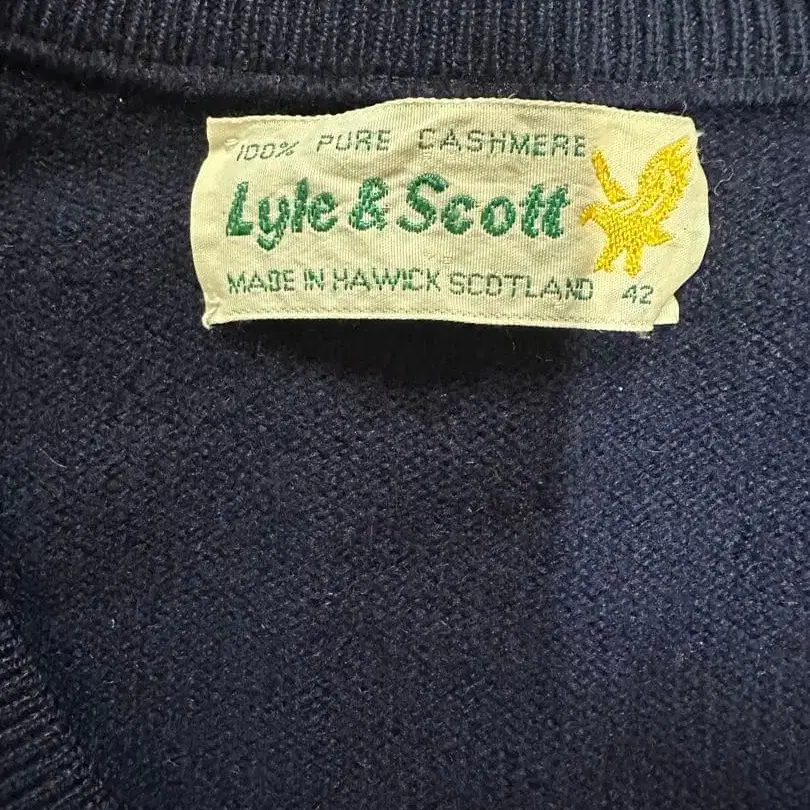 100% PURE CASHMERE
Lyle & Scott
MADE IN HAWICK SCOTLAND 42